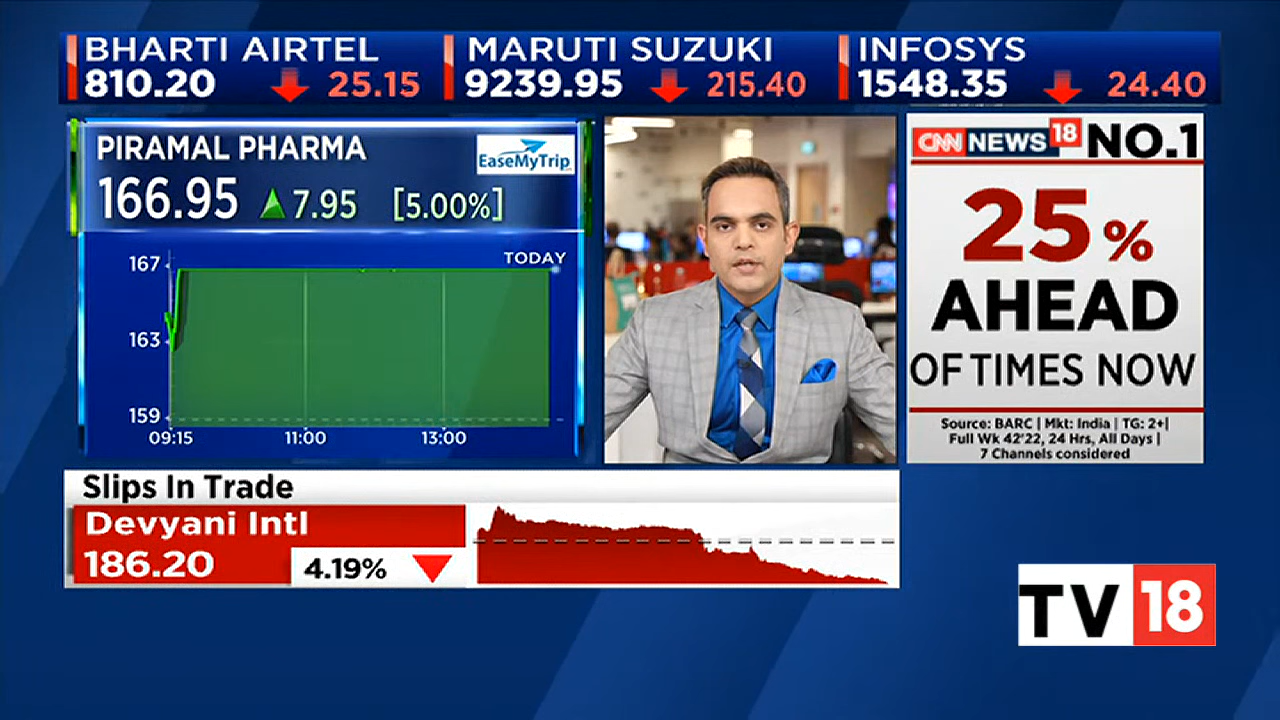 BHARTI AIRTEL
810.20 25.15
MARUTI SUZUKI
9239.95 215.40
INFOSYS
1548.35 24.40
PIRAMAL PHARMA
EaseMyTrip
166.95 7.95 [5.00%]
TODAY
167
163
159
09:15 11:00 13:00
CNN NEWS 18 NO.1
25%
AHEAD
OF TIMES NOW
Source: BARC | Mkt: India | TG: 2+|
Full Wk 42'22, 24 Hrs, All Days |
7 Channels considered
Slips In Trade
Devyani Intl
186.20 4.19%
TV 18